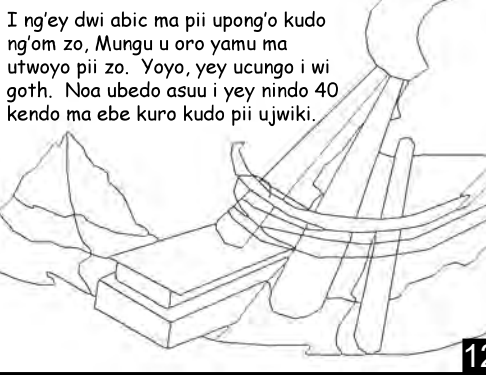 I ng'ey dwi abic ma pii upong'o kudo
ng'om zo, Mungu u oro yamu ma
utwoyo pii zo.  Yoyo, yey ucungo i wi
goth.  Noa ubedo asuu i yey nindo 40
kendo ma ebe kuro kudo pii ujwiki.